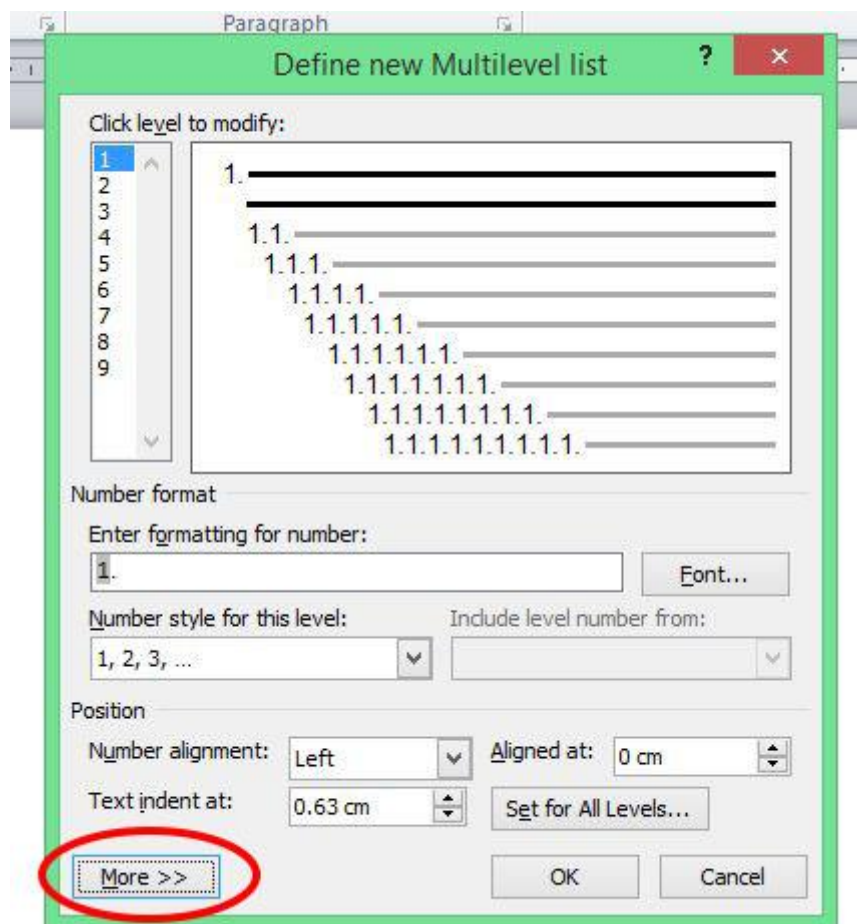 Paragraph
Define new Multilevel list ? ×
Click level to modify:
1
2
3
4
5
6
7
8
9
1.
1.1.
1.1.1.
1.1.1.1.
1.1.1.1.1.
1.1.1.1.1.1.
1.1.1.1.1.1.1.
1.1.1.1.1.1.1.1.
1.1.1.1.1.1.1.1.1.
Number format
Enter formatting for number:
1. Font...
Number style for this level: Include level number from:
1, 2, 3, ...
Position
Number alignment: Left Aligned at: 0 cm
Text indent at: 0.63 cm Set for All Levels...
More >> OK Cancel